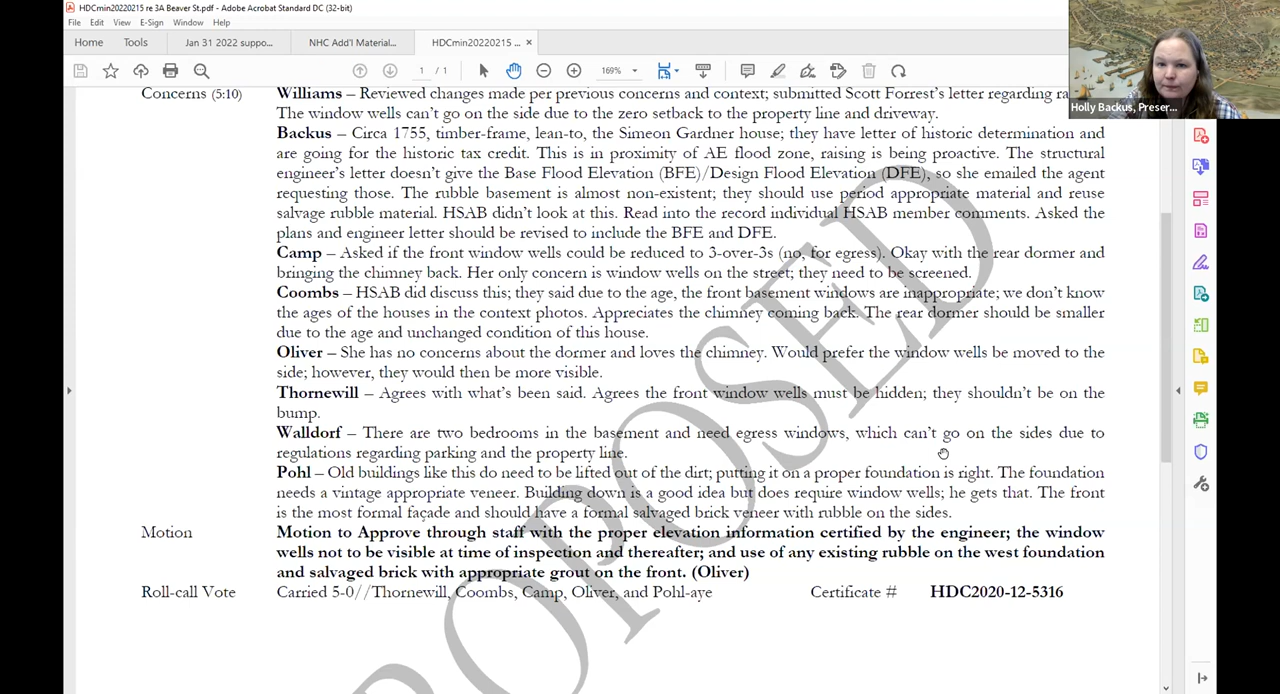 HDCmin20220215 re 3A Beaver St.pdf - Adobe Acrobat Standard DC (32-bit)
File Edit View E-Sign Window Help
Home Tools Jan 31 2022 suppo... NHC Add'l Material... HDCmin20220215 ... ×
1 / 1 169%
Holly Backus, Preser...
Concerns (5:10) Williams – Reviewed changes made per previous concerns and context; submitted Scott Forrest's letter regarding
The window wells can't go on the side due to the zero setback to the property line and driveway.
Backus – Circa 1755, timber-frame, lean-to, the Simeon Gardner house; they have letter of historic determination and
are going for the historic tax credit. This is in proximity of AE flood zone, raising is being proactive. The structural
engineer's letter doesn't give the Base Flood Elevation (BFE)/Design Flood Elevation (DFE), so she emailed the agent
requesting those. The rubble basement is almost non-existent; they should use period appropriate material and reuse
salvage rubble material. HSAB didn't look at this. Read into the record individual HSAB member comments. Asked the
plans and engineer letter should be revised to include the BFE and DFE.
Camp – Asked if the front window wells could be reduced to 3-over-3s (no, for egress). Okay with the rear dormer and
bringing the chimney back. Her only concern is window wells on the street; they need to be screened.
Coombs – HSAB did discuss this; they said due to the age, the front basement windows are inappropriate; we don't know
the ages of the houses in the context photos. Appreciates the chimney coming back. The rear dormer should be smaller
due to the age and unchanged condition of this house.
Oliver – She has no concerns about the dormer and loves the chimney. Would prefer the window wells be moved to the
side; however, they would then be more visible.
Thornewill – Agrees with what's been said. Agrees the front window wells must be hidden; they shouldn't be on the
bump.
Walldorf – There are two bedrooms in the basement and need egress windows, which can't go on the sides due to
regulations regarding parking and the property line.
Pohl – Old buildings like this do need to be lifted out of the dirt; putting it on a proper foundation is right. The foundation
needs a vintage appropriate veneer. Building down is a good idea but does require window wells; he gets that. The front
is the most formal façade and should have a formal salvaged brick veneer with rubble on the sides.
Motion Motion to Approve through staff with the proper elevation information certified by the engineer; the window
wells not to be visible at time of inspection and thereafter; and use of any existing rubble on the west foundation
and salvaged brick with appropriate grout on the front. (Oliver)
Roll-call Vote Carried 5-0//Thornewill, Coombs, Camp, Oliver, and Pohl-aye Certificate # HDC2020-12-5316
PROPOSED